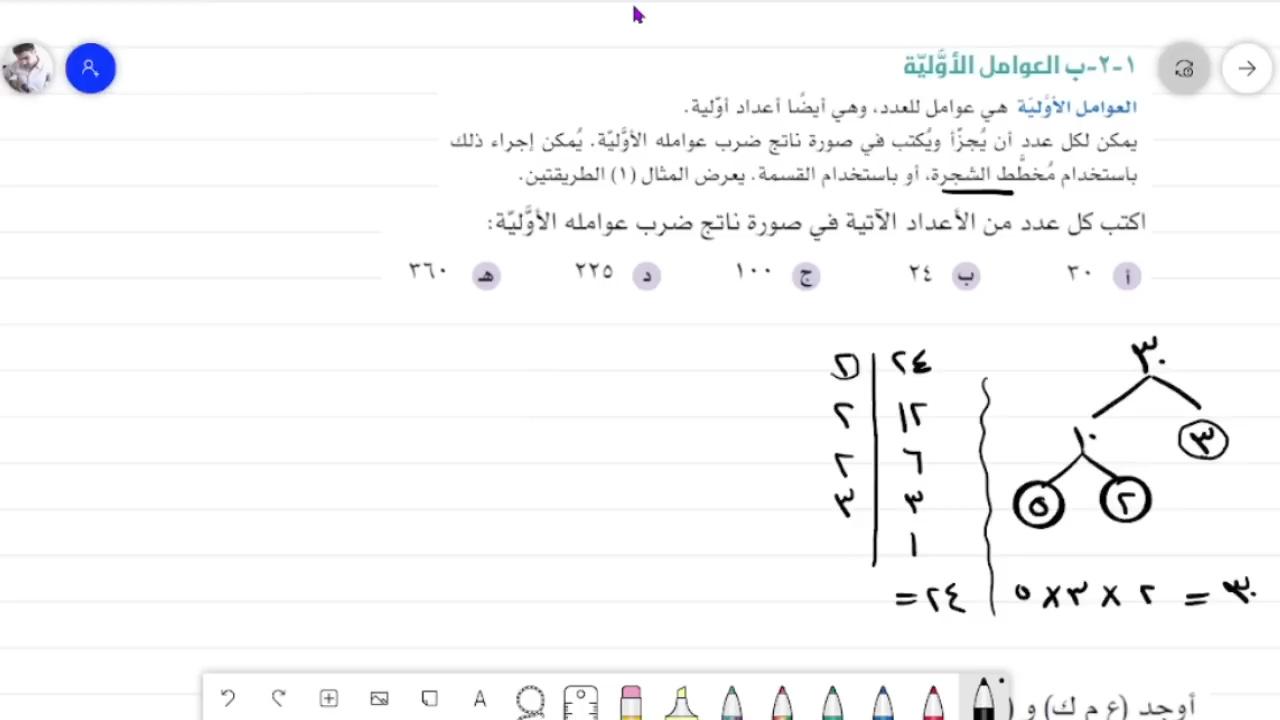 ١-٢-ب العوامل الأوَّليّة
العوامل الأوَّليّة هي عوامل للعدد، وهي أيضًا أعداد أوّلية.
يمكن لكل عدد أن يُجزّأ ويُكتب في صورة ناتج ضرب عوامله الأوَّليّة. يُمكن إجراء ذلك
باستخدام مُخطَّط الشجرة، أو باستخدام القسمة. يعرض المثال (١) الطريقتين.
اكتب كل عدد من الأعداد الآتية في صورة ناتج ضرب عوامله الأوَّليّة:
أ ٣٠ ب ٢٤ ج ١٠٠ د ٢٢٥ هـ ٣٦٠
٣٠
٣
١٠
٢
٥
٣٠ = ٢ × ٣ × ٥
٢٤ ٢
١٢ ٢
٦ ٢
٣ ٣
١
٢٤ =
أوجد (ع م ك) و (
A